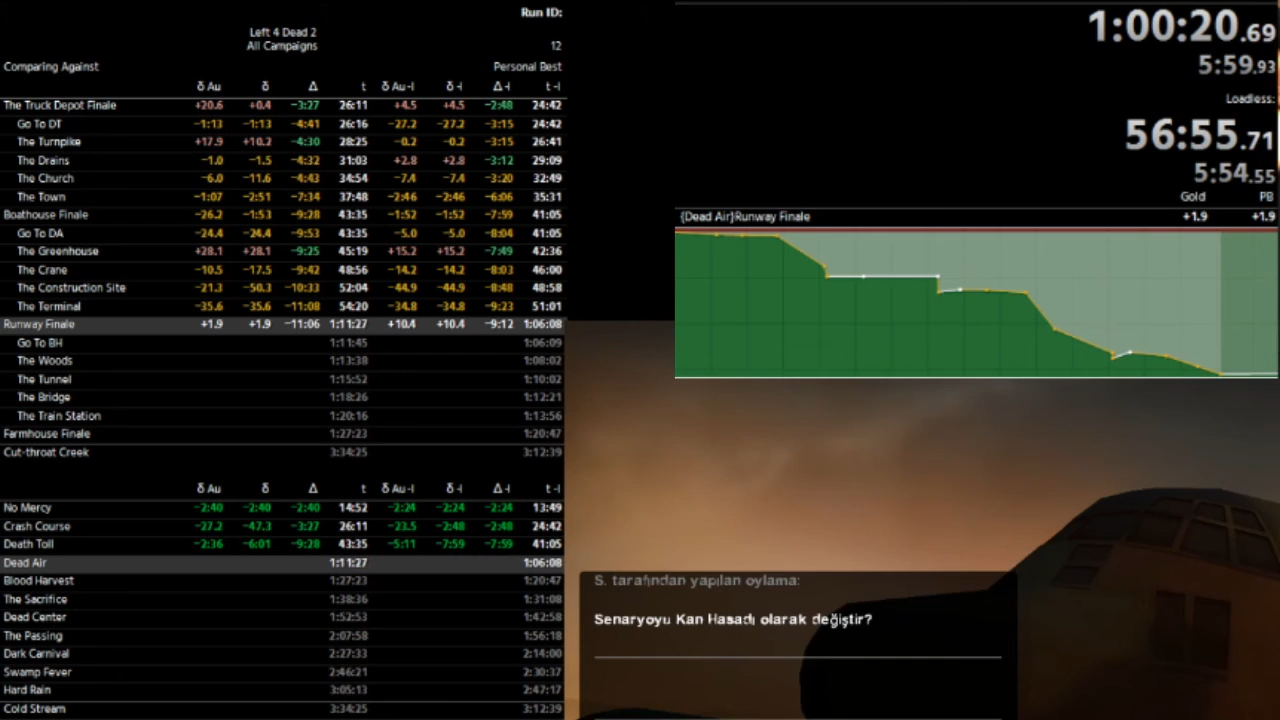 Run ID:
Left 4 Dead 2
All Campaigns 12
Comparing Against Personal Best
δ Au δ Δ t δ Au-l δ -l Δ -l t -l
The Truck Depot Finale +20.6 +0.4 −3:27 26:11 +4.5 +4.5 −2:48 24:42
Go To DT −1:13 −1:13 −4:41 26:16 −27.2 −27.2 −3:15 24:42
The Turnpike +17.9 +10.2 −4:30 28:25 −0.2 −0.2 −3:15 26:41
The Drains −1.0 −1.5 −4:32 31:03 +2.8 +2.8 −3:12 29:09
The Church −6.0 −11.6 −4:43 34:54 −7.4 −7.4 −3:20 32:49
The Town −1:07 −2:51 −7:34 37:48 −2:46 −2:46 −6:06 35:31
Boathouse Finale −26.2 −1:53 −9:28 43:35 −1:52 −1:52 −7:59 41:05
Go To DA −24.4 −24.4 −9:53 43:35 −5.0 −5.0 −8:04 41:05
The Greenhouse +28.1 +28.1 −9:25 45:19 +15.2 +15.2 −7:49 42:36
The Crane −10.5 −17.5 −9:42 48:56 −14.2 −14.2 −8:03 46:00
The Construction Site −21.3 −50.3 −10:33 52:04 −44.9 −44.9 −8:48 48:58
The Terminal −35.6 −35.6 −11:08 54:20 −34.8 −34.8 −9:23 51:01
Runway Finale +1.9 +1.9 −11:06 1:11:27 +10.4 +10.4 −9:12 1:06:08
Go To BH 1:11:45 1:06:09
The Woods 1:13:38 1:08:02
The Tunnel 1:15:52 1:10:02
The Bridge 1:18:26 1:12:21
The Train Station 1:20:16 1:13:56
Farmhouse Finale 1:27:23 1:20:47
Cut-throat Creek 3:34:25 3:12:39
δ Au δ Δ t δ Au-l δ -l Δ -l t -l
No Mercy −2:40 −2:40 −2:40 14:52 −2:24 −2:24 −2:24 13:49
Crash Course −27.2 −47.3 −3:27 26:11 −23.5 −2:48 −2:48 24:42
Death Toll −2:36 −6:01 −9:28 43:35 −5:11 −7:59 −7:59 41:05
Dead Air 1:11:27 1:06:08
Blood Harvest 1:27:23 1:20:47
The Sacrifice 1:38:36 1:31:08
Dead Center 1:52:53 1:42:58
The Passing 2:07:58 1:56:18
Dark Carnival 2:27:33 2:14:00
Swamp Fever 2:46:21 2:30:37
Hard Rain 3:05:13 2:47:17
Cold Stream 3:34:25 3:12:39
1:00:20.69
5:59.93
Loadless:
56:55.71
5:54.55
Gold PB
{Dead Air}Runway Finale +1.9 +1.9
S. tarafından yapılan oylama:
Senaryoyu Kan Hasadı olarak değiştir?